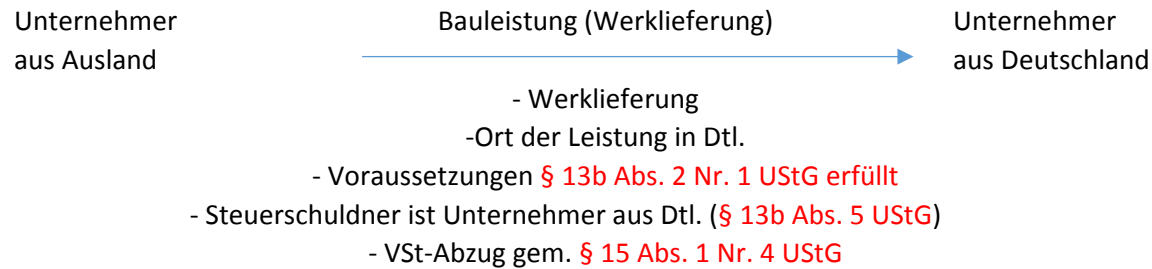 Unternehmer Bauleistung (Werklieferung) Unternehmer
aus Ausland aus Deutschland
- Werklieferung
-Ort der Leistung in Dtl.
- Voraussetzungen § 13b Abs. 2 Nr. 1 UStG erfüllt
- Steuerschuldner ist Unternehmer aus Dtl. (§ 13b Abs. 5 UStG)
- VSt-Abzug gem. § 15 Abs. 1 Nr. 4 UStG